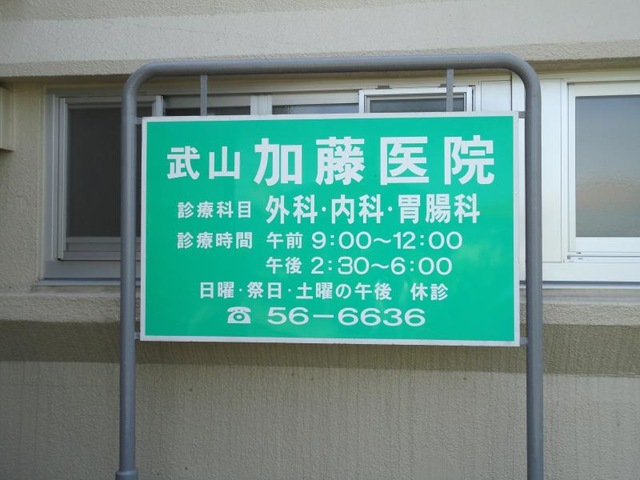 武山 加藤医院
診療科目 外科・内科・胃腸科
診療時間 午前 9:00〜12:00
午後 2:30〜6:00
日曜・祭日・土曜の午後 休診
☎ 56-6636